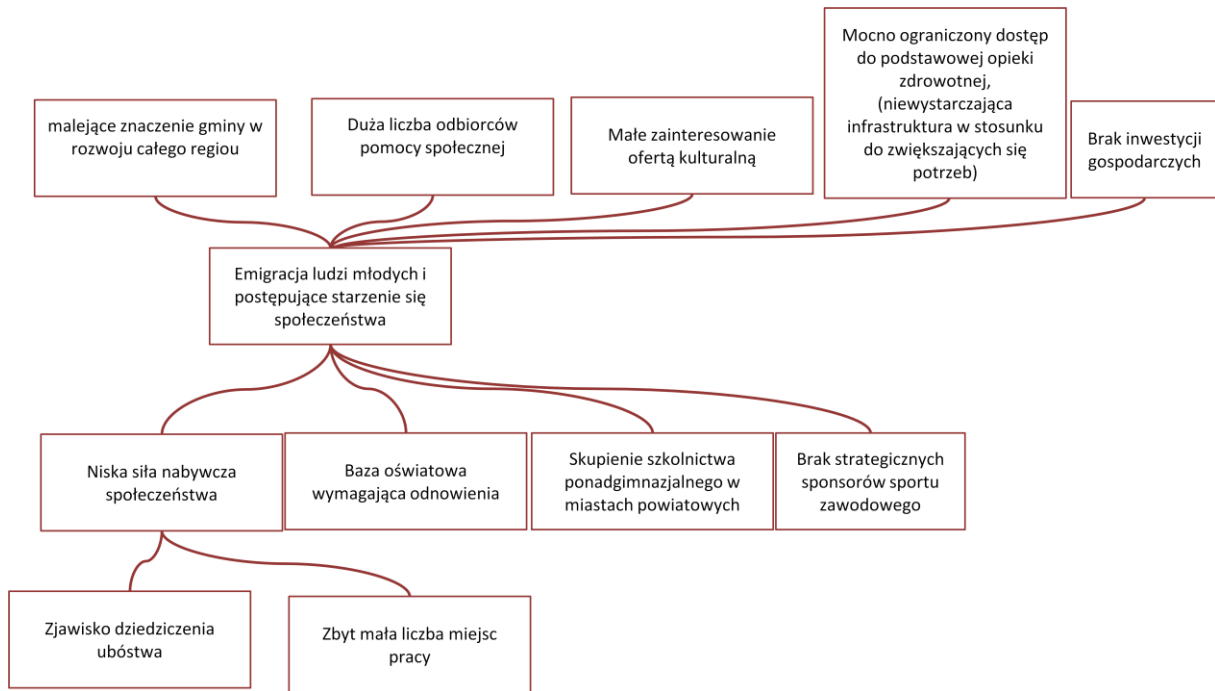 malejące znaczenie gminy w
rozwoju całego regiou
Duża liczba odbiorców
pomocy społecznej
Małe zainteresowanie
ofertą kulturalną
Mocno ograniczony dostęp
do podstawowej opieki
zdrowotnej,
(niewystarczająca
infrastruktura w stosunku
do zwiększających się
potrzeb)
Brak inwestycji
gospodarczych
Emigracja ludzi młodych i
postępujące starzenie się
społeczeństwa
Niska siła nabywcza
społeczeństwa
Baza oświatowa
wymagająca odnowienia
Skupienie szkolnictwa
ponadgimnazjalnego w
miastach powiatowych
Brak strategicznych
sponsorów sportu
zawodowego
Zjawisko dziedziczenia
ubóstwa
Zbyt mała liczba miejsc
pracy